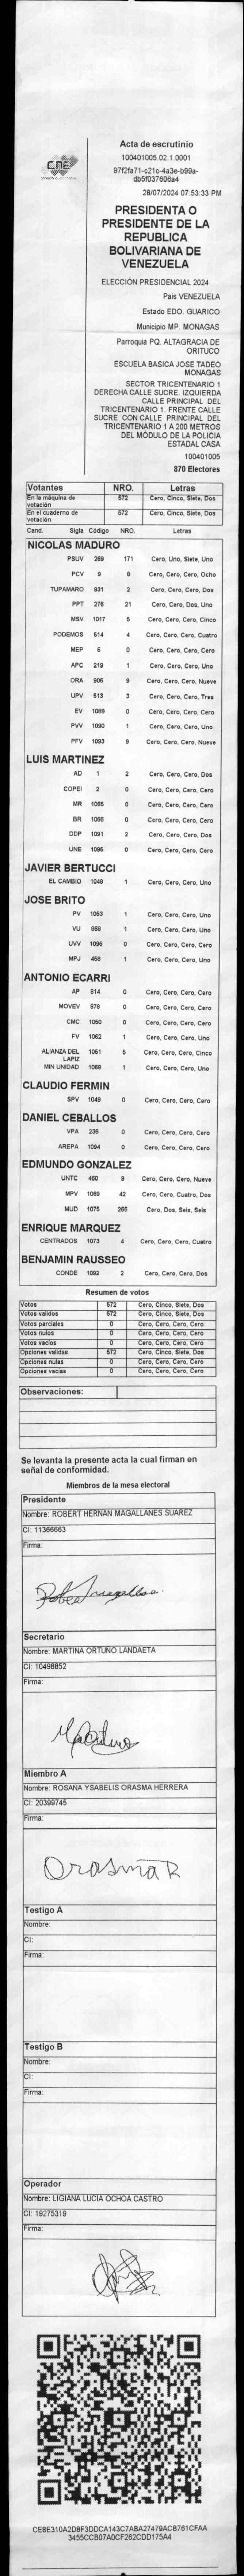 CNE
Acta de escrutinio
100401005.02.1.0001
97f2fa71-c21c-4a3e-b99a-
db5f037606a4
28/07/2024 07:53:33 PM
PRESIDENTA O
PRESIDENTE DE LA
REPUBLICA
BOLIVARIANA DE
VENEZUELA
ELECCIÓN PRESIDENCIAL 2024
Pais VENEZUELA
Estado EDO. GUARICO
Municipio MP. MONAGAS
Parroquia PQ. ALTAGRACIA DE
ORITUCO
ESCUELA BASICA JOSE TADEO
MONAGAS
SECTOR TRICENTENARIO 1
DERECHA CALLE SUCRE. IZQUIERDA
CALLE PRINCIPAL DEL
TRICENTENARIO 1. FRENTE CALLE
SUCRE CON CALLE PRINCIPAL DEL
TRICENTENARIO 1 A 200 METROS
DEL MÓDULO DE LA POLICIA
ESTADAL CASA
100401005
870 Electores
Votantes NRO. Letras
En la máquina de votación 572 Cero, Cinco, Siete, Dos
En el cuaderno de votación 572 Cero, Cinco, Siete, Dos
Cand. Sigla Código NRO. Letras
NICOLAS MADURO
PSUV 269 171 Cero, Uno, Siete, Uno
PCV 9 8 Cero, Cero, Cero, Ocho
TUPAMARO 931 2 Cero, Cero, Cero, Dos
PPT 276 21 Cero, Cero, Dos, Uno
MSV 1017 5 Cero, Cero, Cero, Cinco
PODEMOS 514 4 Cero, Cero, Cero, Cuatro
MEP 6 0 Cero, Cero, Cero, Cero
APC 219 1 Cero, Cero, Cero, Uno
ORA 906 9 Cero, Cero, Cero, Nueve
UPV 513 3 Cero, Cero, Cero, Tres
EV 1089 0 Cero, Cero, Cero, Cero
PVV 1090 1 Cero, Cero, Cero, Uno
PFV 1093 9 Cero, Cero, Cero, Nueve
LUIS MARTINEZ
AD 1 2 Cero, Cero, Cero, Dos
COPEI 2 0 Cero, Cero, Cero, Cero
MR 1066 0 Cero, Cero, Cero, Cero
BR 1065 0 Cero, Cero, Cero, Cero
DDP 1091 2 Cero, Cero, Cero, Dos
UNE 1095 0 Cero, Cero, Cero, Cero
JAVIER BERTUCCI
EL CAMBIO 1048 1 Cero, Cero, Cero, Uno
JOSE BRITO
PV 1053 1 Cero, Cero, Cero, Uno
VU 868 1 Cero, Cero, Cero, Uno
UVV 1096 0 Cero, Cero, Cero, Cero
MPJ 458 1 Cero, Cero, Cero, Uno
ANTONIO ECARRI
AP 814 0 Cero, Cero, Cero, Cero
MOVEV 978 0 Cero, Cero, Cero, Cero
CMC 1050 0 Cero, Cero, Cero, Cero
FV 1062 1 Cero, Cero, Cero, Uno
ALIANZA DEL LAPIZ 1051 5 Cero, Cero, Cero, Cinco
MIN UNIDAD 1088 1 Cero, Cero, Cero, Uno
CLAUDIO FERMIN
SPV 1049 0 Cero, Cero, Cero, Cero
DANIEL CEBALLOS
VPA 236 0 Cero, Cero, Cero, Cero
AREPA 1094 0 Cero, Cero, Cero, Cero
EDMUNDO GONZALEZ
UNTC 460 9 Cero, Cero, Cero, Nueve
MPV 1069 42 Cero, Cero, Cuatro, Dos
MUD 1075 266 Cero, Dos, Seis, Seis
ENRIQUE MARQUEZ
CENTRADOS 1073 4 Cero, Cero, Cero, Cuatro
BENJAMIN RAUSSEO
CONDE 1092 2 Cero, Cero, Cero, Dos
Resumen de votos
Votos 572 Cero, Cinco, Siete, Dos
Votos validos 572 Cero, Cinco, Siete, Dos
Votos parciales 0 Cero, Cero, Cero, Cero
Votos nulos 0 Cero, Cero, Cero, Cero
Votos vacios 0 Cero, Cero, Cero, Cero
Opciones validas 572 Cero, Cinco, Siete, Dos
Opciones nulas 0 Cero, Cero, Cero, Cero
Opciones vacias 0 Cero, Cero, Cero, Cero
Observaciones:
Se levanta la presente acta la cual firman en
señal de conformidad.
Miembros de la mesa electoral
Presidente
Nombre: ROBERT HERNAN MAGALLANES SUAREZ
CI: 11366663
Firma:
Secretario
Nombre: MARTINA ORTUÑO LANDAETA
CI: 10498852
Firma:
Miembro A
Nombre: ROSANA YSABELIS ORASMA HERRERA
CI: 20399745
Firma:
Orasma R
Testigo A
Nombre:
CI:
Firma:
Testigo B
Nombre:
CI:
Firma:
Operador
Nombre: LIGIANA LUCIA OCHOA CASTRO
CI: 19275319
Firma:
CE8E310A2D8F3DDCA143C7ABA27479ACB761CFAA
3455CCB07A0CF262CDD175A4